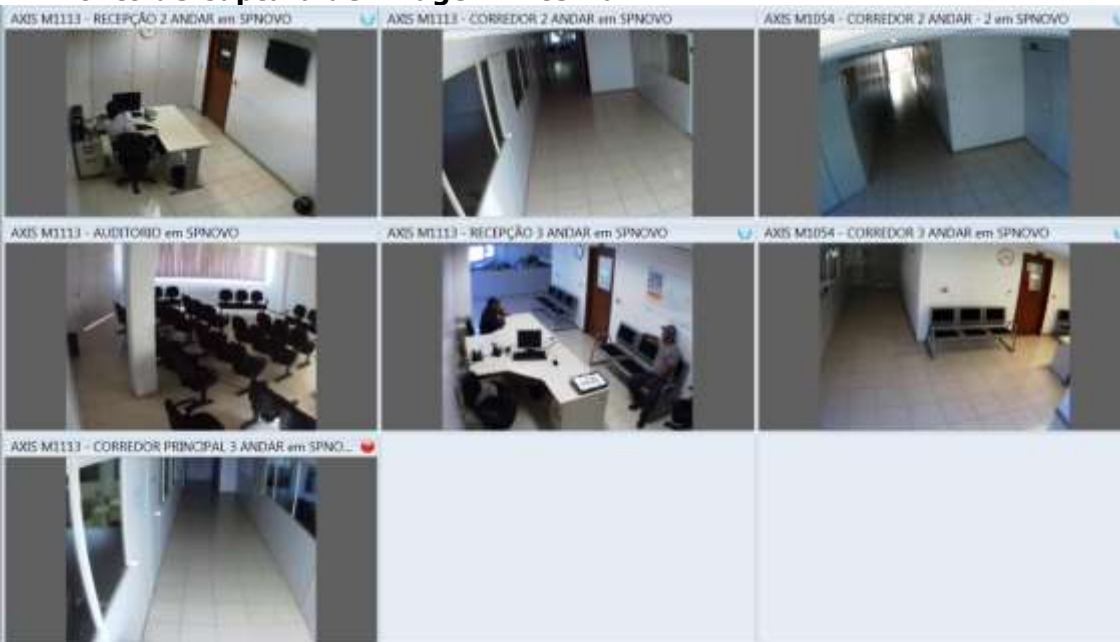 AXIS M1113 - RECEPÇÃO 2 ANDAR em SPNOVO
AXIS M1113 - CORREDOR 2 ANDAR em SPNOVO
AXIS M1054 - CORREDOR 2 ANDAR - 2 em SPNOVO
AXIS M1113 - AUDITORIO em SPNOVO
AXIS M1113 - RECEPÇÃO 3 ANDAR em SPNOVO
AXIS M1054 - CORREDOR 3 ANDAR em SPNOVO
AXIS M1113 - CORREDOR PRINCIPAL 3 ANDAR em SPNO...